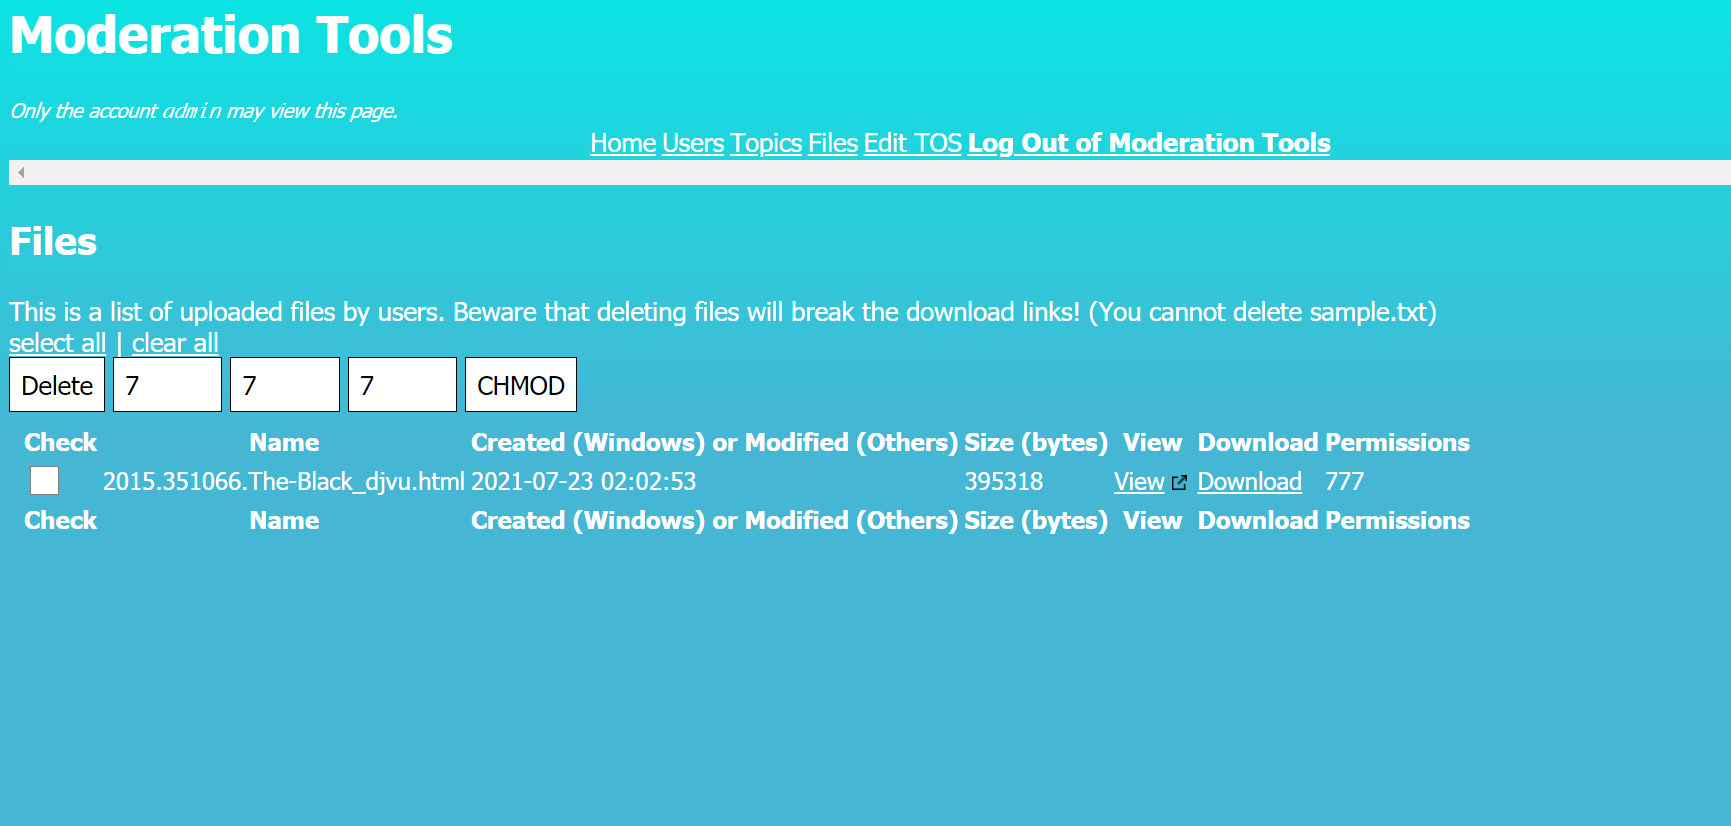 Moderation Tools
Only the account admin may view this page.
Home Users Topics Files Edit TOS Log Out of Moderation Tools
Files
This is a list of uploaded files by users. Beware that deleting files will break the download links! (You cannot delete sample.txt)
select all | clear all
Delete 7 7 7 CHMOD
Check Name Created (Windows) or Modified (Others) Size (bytes) View Download Permissions
2015.351066.The-Black_djvu.html 2021-07-23 02:02:53 395318 View Download 777
Check Name Created (Windows) or Modified (Others) Size (bytes) View Download Permissions